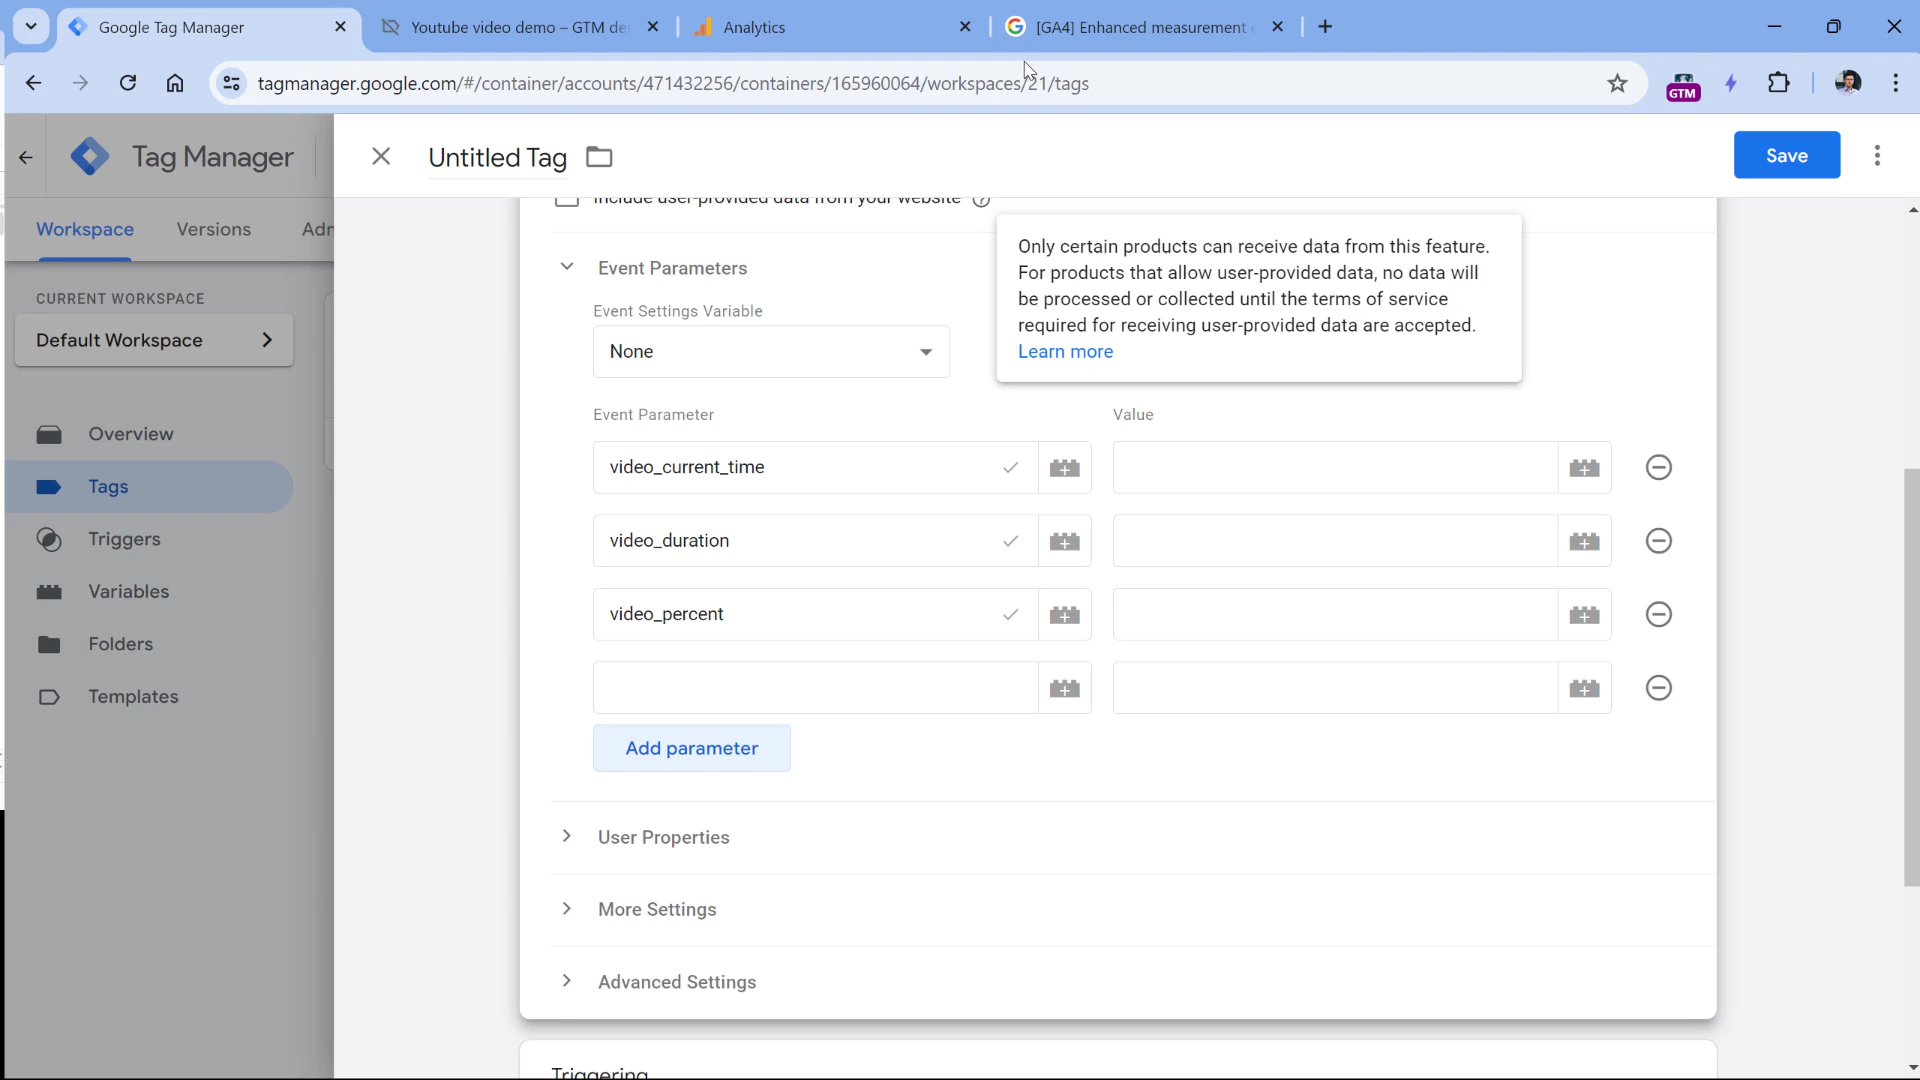 Google Tag Manager
Youtube video demo – GTM de
Analytics
[GA4] Enhanced measurement e
tagmanager.google.com/#/container/accounts/471432256/containers/165960064/workspaces/21/tags
GTM
Tag Manager
Untitled Tag
Save
Workspace
Versions
Adm
Include user-provided data from your website
Only certain products can receive data from this feature.
For products that allow user-provided data, no data will
be processed or collected until the terms of service
required for receiving user-provided data are accepted.
Learn more
CURRENT WORKSPACE
Default Workspace
Overview
Tags
Triggers
Variables
Folders
Templates
Event Parameters
Event Settings Variable
None
Event Parameter
Value
video_current_time
video_duration
video_percent
Add parameter
User Properties
More Settings
Advanced Settings
Triggering